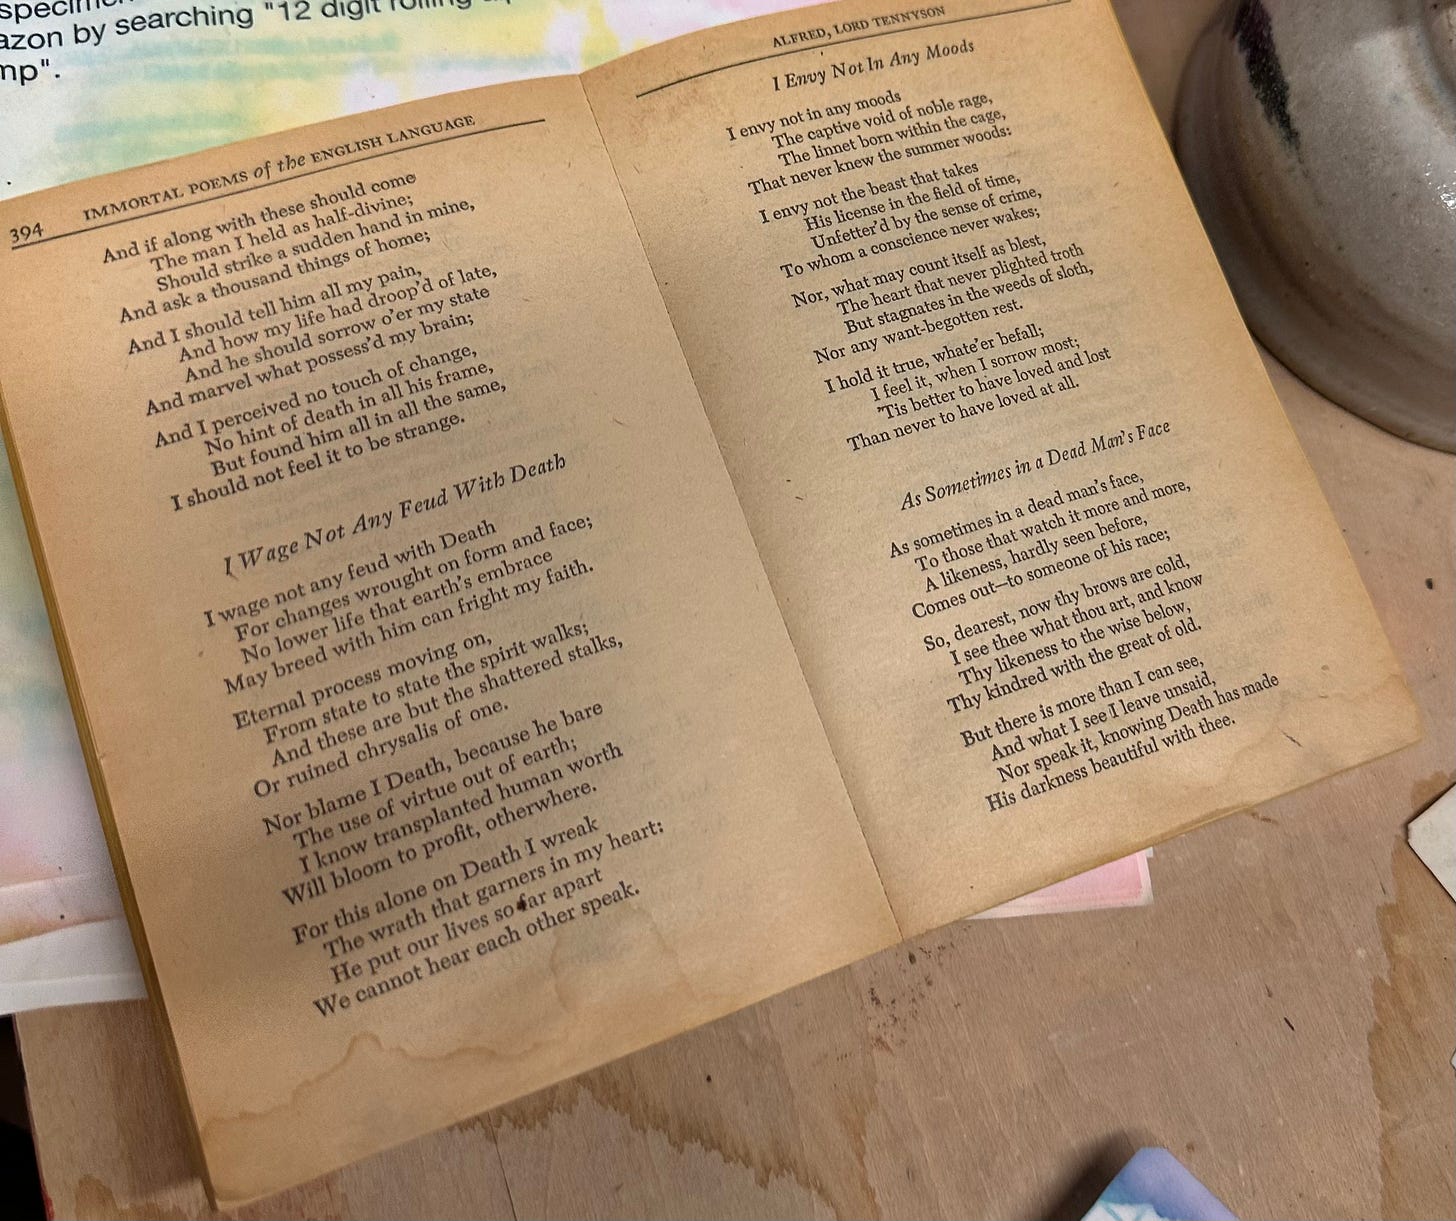 specimen
azon by searching "12 digit rolling
mp".
394 IMMORTAL POEMS of the ENGLISH LANGUAGE
And if along with these should come
The man I held as half-divine;
Should strike a sudden hand in mine,
And ask a thousand things of home;
And I should tell him all my pain,
And how my life had droop'd of late,
And he should sorrow o'er my state
And marvel what possess'd my brain;
And I perceived no touch of change,
No hint of death in all his frame,
But found him all in all the same,
I should not feel it to be strange.
I Wage Not Any Feud With Death
I wage not any feud with Death
For changes wrought on form and face;
No lower life that earth's embrace
May breed with him can fright my faith.
Eternal process moving on,
From state to state the spirit walks;
And these are but the shattered stalks,
Or ruined chrysalis of one.
Nor blame I Death, because he bare
The use of virtue out of earth;
I know transplanted human worth
Will bloom to profit, otherwhere.
For this alone on Death I wreak
The wrath that garners in my heart:
He put our lives so far apart
We cannot hear each other speak.
ALFRED, LORD TENNYSON
I Envy Not In Any Moods
I envy not in any moods
The captive void of noble rage,
The linnet born within the cage,
That never knew the summer woods:
I envy not the beast that takes
His license in the field of time,
Unfetter'd by the sense of crime,
To whom a conscience never wakes;
Nor, what may count itself as blest,
The heart that never plighted troth
But stagnates in the weeds of sloth,
Nor any want-begotten rest.
I hold it true, whate'er befall;
I feel it, when I sorrow most;
'Tis better to have loved and lost
Than never to have loved at all.
As Sometimes in a Dead Man's Face
As sometimes in a dead man's face,
To those that watch it more and more,
A likeness, hardly seen before,
Comes out—to someone of his race;
So, dearest, now thy brows are cold,
I see thee what thou art, and know
Thy likeness to the wise below,
Thy kindred with the great of old.
But there is more than I can see,
And what I see I leave unsaid,
Nor speak it, knowing Death has made
His darkness beautiful with thee.